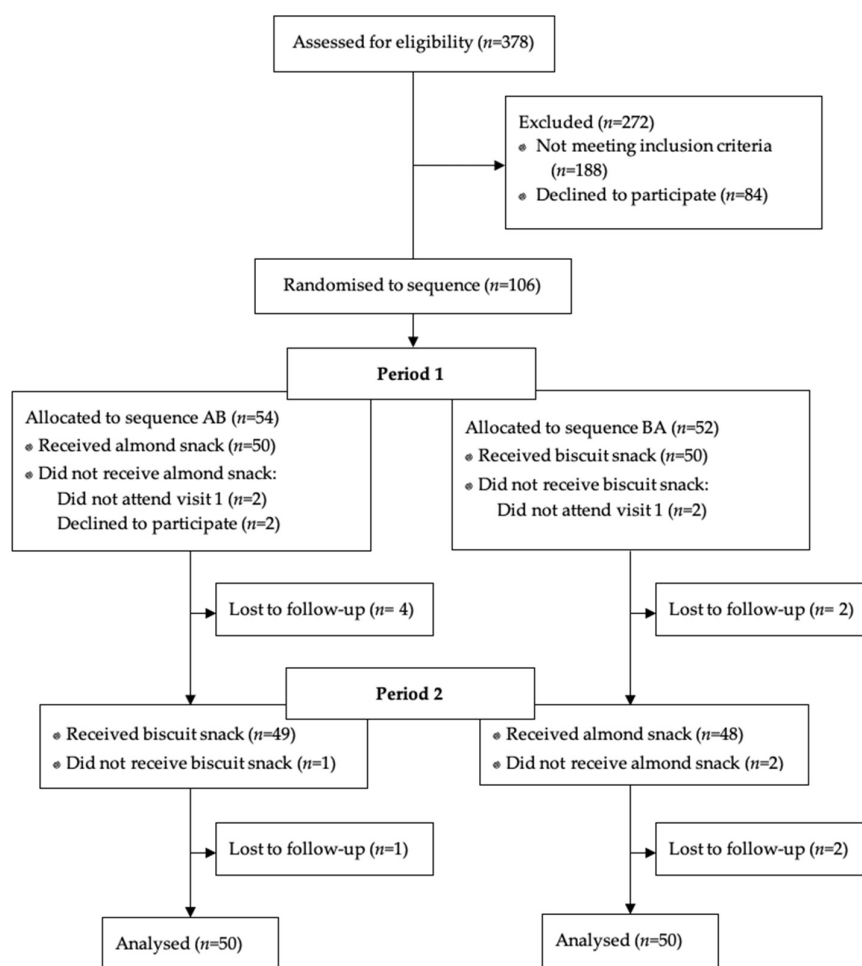 Assessed for eligibility (n=378)
Excluded (n=272)
• Not meeting inclusion criteria
(n=188)
• Declined to participate (n=84)
Randomised to sequence (n=106)
Period 1
Allocated to sequence AB (n=54)
• Received almond snack (n=50)
• Did not receive almond snack:
Did not attend visit 1 (n=2)
Declined to participate (n=2)
Allocated to sequence BA (n=52)
• Received biscuit snack (n=50)
• Did not receive biscuit snack:
Did not attend visit 1 (n=2)
Lost to follow-up (n= 4)
Lost to follow-up (n= 2)
Period 2
• Received biscuit snack (n=49)
• Did not receive biscuit snack (n=1)
• Received almond snack (n=48)
• Did not receive almond snack (n=2)
Lost to follow-up (n=1)
Lost to follow-up (n=2)
Analysed (n=50)
Analysed (n=50)